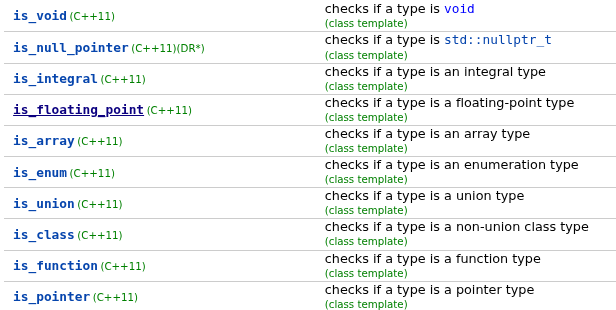 is_void (C++11) checks if a type is void
(class template)
is_null_pointer (C++11)(DR*) checks if a type is std::nullptr_t
(class template)
is_integral (C++11) checks if a type is an integral type
(class template)
is_floating_point (C++11) checks if a type is a floating-point type
(class template)
is_array (C++11) checks if a type is an array type
(class template)
is_enum (C++11) checks if a type is an enumeration type
(class template)
is_union (C++11) checks if a type is a union type
(class template)
is_class (C++11) checks if a type is a non-union class type
(class template)
is_function (C++11) checks if a type is a function type
(class template)
is_pointer (C++11) checks if a type is a pointer type
(class template)